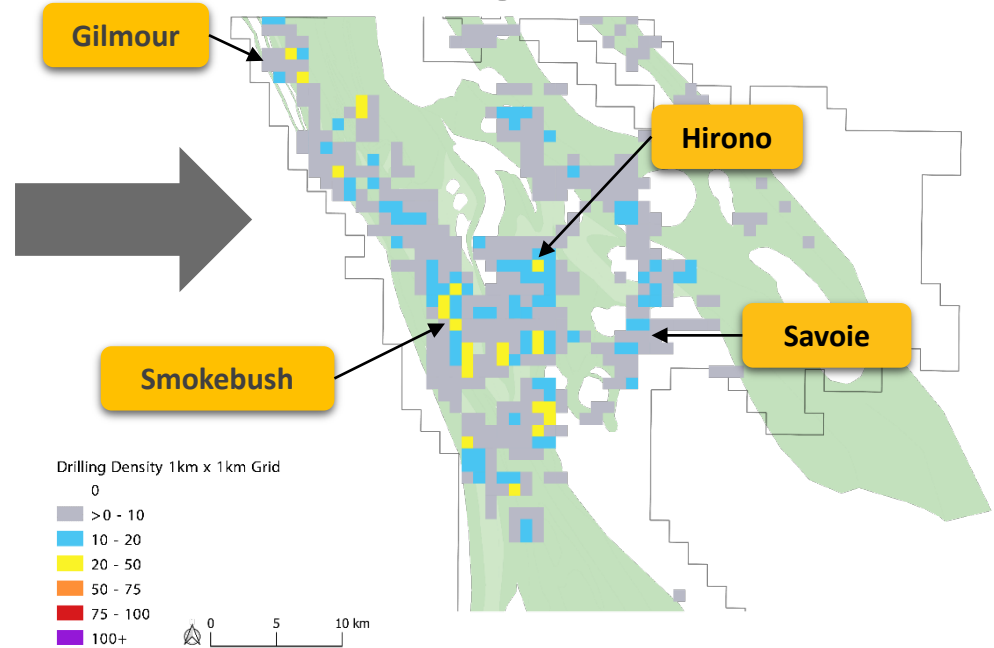 Gilmour
Hirono
Savoie
Smokebush
Drilling Density 1km x 1km Grid
0
>0 - 10
10 - 20
20 - 50
50 - 75
75 - 100
100+
0 5 10 km